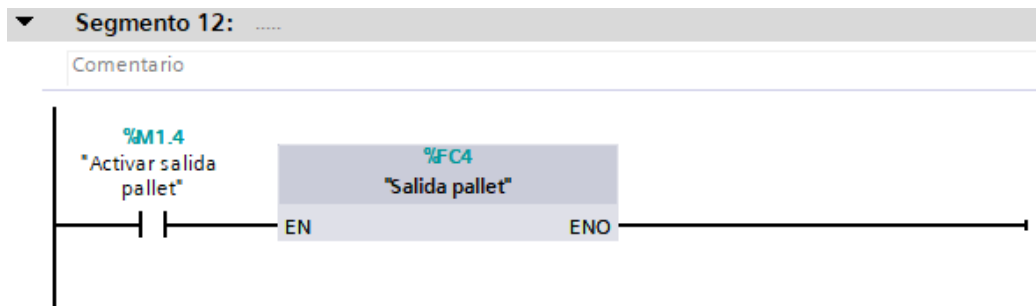 Segmento 12: .....
Comentario
%M1.4
"Activar salida
pallet"
%FC4
"Salida pallet"
EN ENO